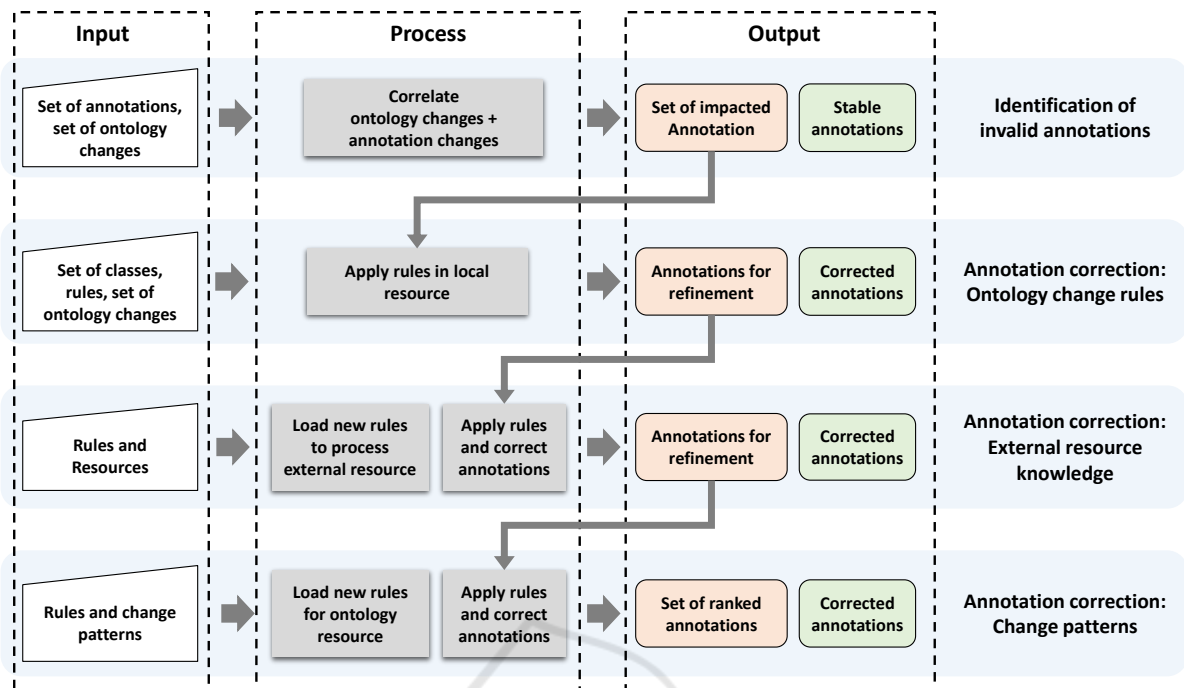 Input
Process
Output
Set of annotations,
set of ontology
changes
Correlate
ontology changes +
annotation changes
Set of impacted
Annotation
Stable
annotations
Identification of
invalid annotations
Set of classes,
rules, set of
ontology changes
Apply rules in local
resource
Annotations for
refinement
Corrected
annotations
Annotation correction:
Ontology change rules
Rules and
Resources
Load new rules
to process
external resource
Apply rules
and correct
annotations
Annotations for
refinement
Corrected
annotations
Annotation correction:
External resource
knowledge
Rules and change
patterns
Load new rules
for ontology
resource
Apply rules
and correct
annotations
Set of ranked
annotations
Corrected
annotations
Annotation correction:
Change patterns